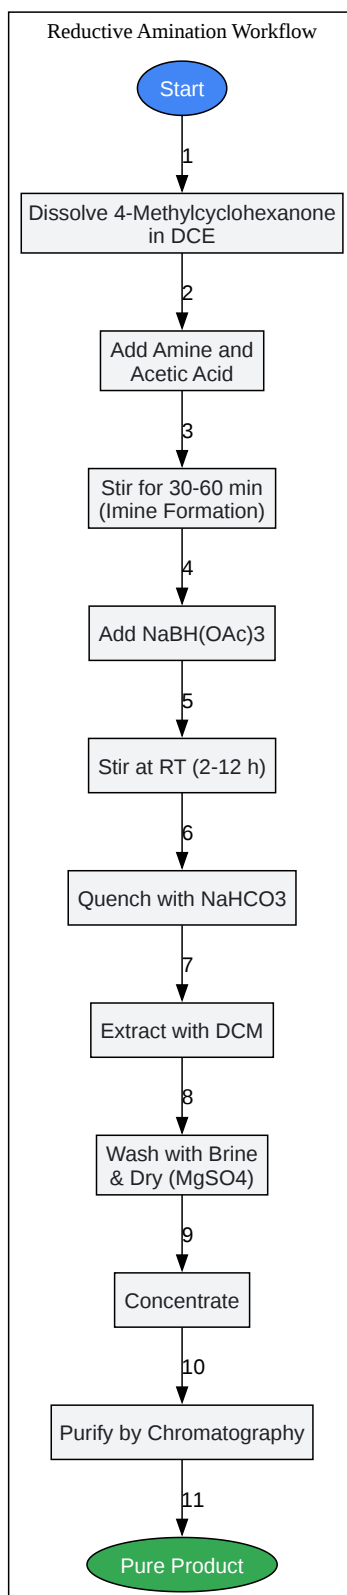 Reductive Amination Workflow
Start
1
Dissolve 4-Methylcyclohexanone
in DCE
2
Add Amine and
Acetic Acid
3
Stir for 30-60 min
(Imine Formation)
4
Add NaBH(OAc)3
5
Stir at RT (2-12 h)
6
Quench with NaHCO3
7
Extract with DCM
8
Wash with Brine
& Dry (MgSO4)
9
Concentrate
10
Purify by Chromatography
11
Pure Product